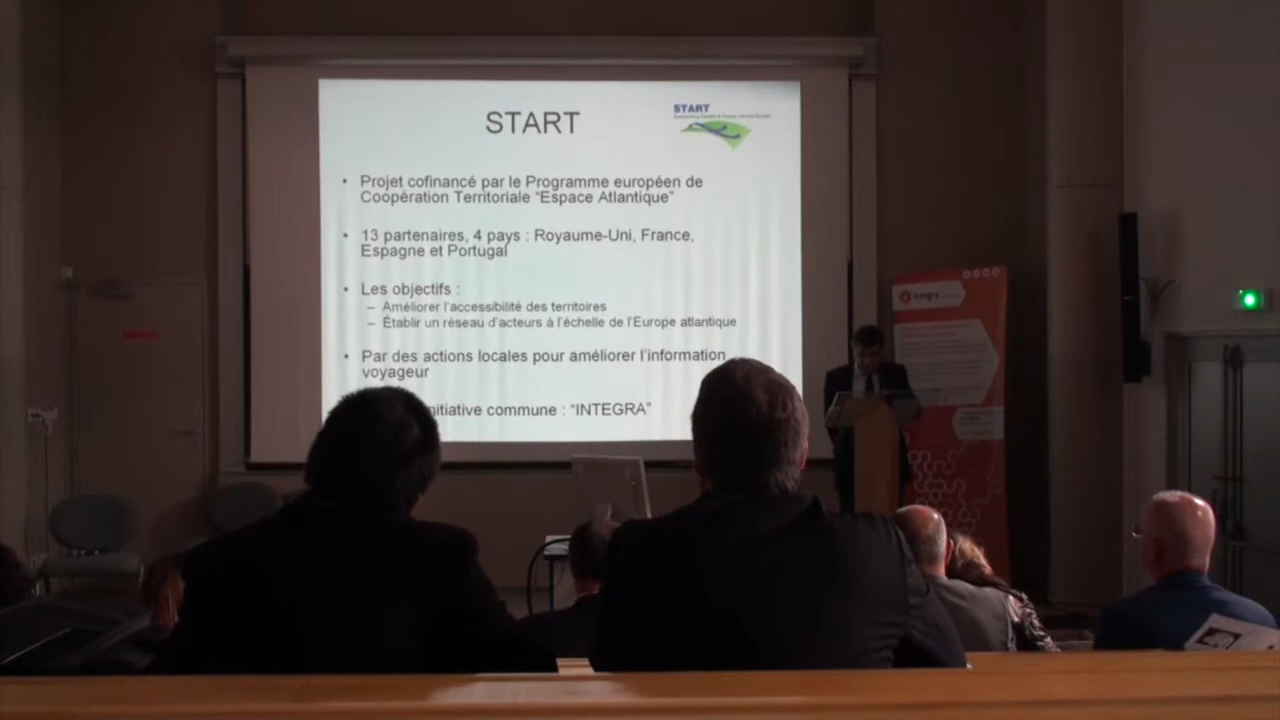 START
START
• Projet cofinancé par le Programme européen de
Coopération Territoriale “Espace Atlantique”
• 13 partenaires, 4 pays : Royaume-Uni, France,
Espagne et Portugal
• Les objectifs :
– Améliorer l’accessibilité des territoires
– Établir un réseau d’acteurs à l’échelle de l’Europe atlantique
• Par des actions locales pour améliorer l’information
voyageur
nitiative commune : “INTEGRA”
integra